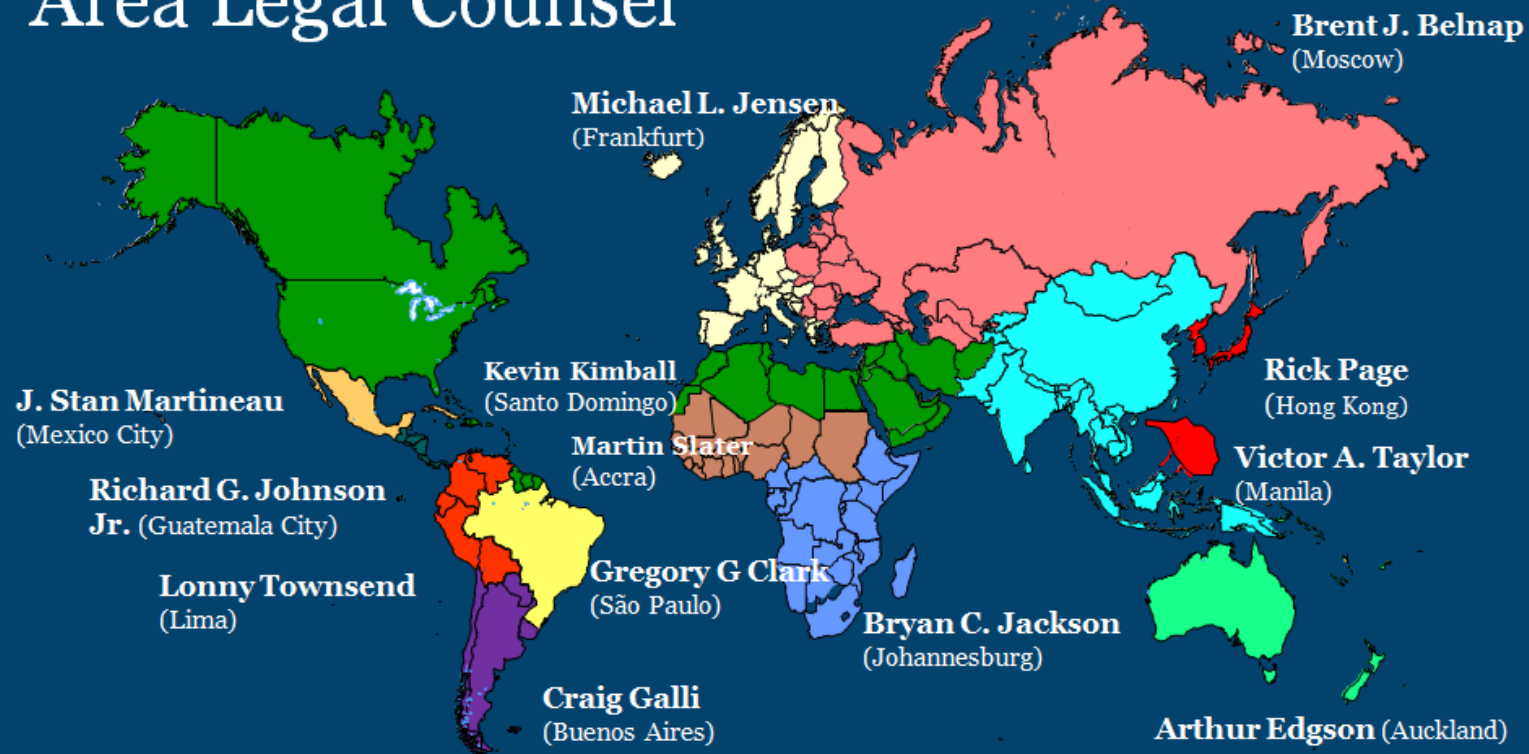 Area Legal Counsel
Brent J. Belnap
(Moscow)
Michael L. Jensen
(Frankfurt)
Kevin Kimball
(Santo Domingo)
J. Stan Martineau
(Mexico City)
Rick Page
(Hong Kong)
Martin Slater
(Accra)
Victor A. Taylor
(Manila)
Richard G. Johnson
Jr. (Guatemala City)
Gregory G Clark
(São Paulo)
Lonny Townsend
(Lima)
Bryan C. Jackson
(Johannesburg)
Craig Galli
(Buenos Aires)
Arthur Edgson (Auckland)